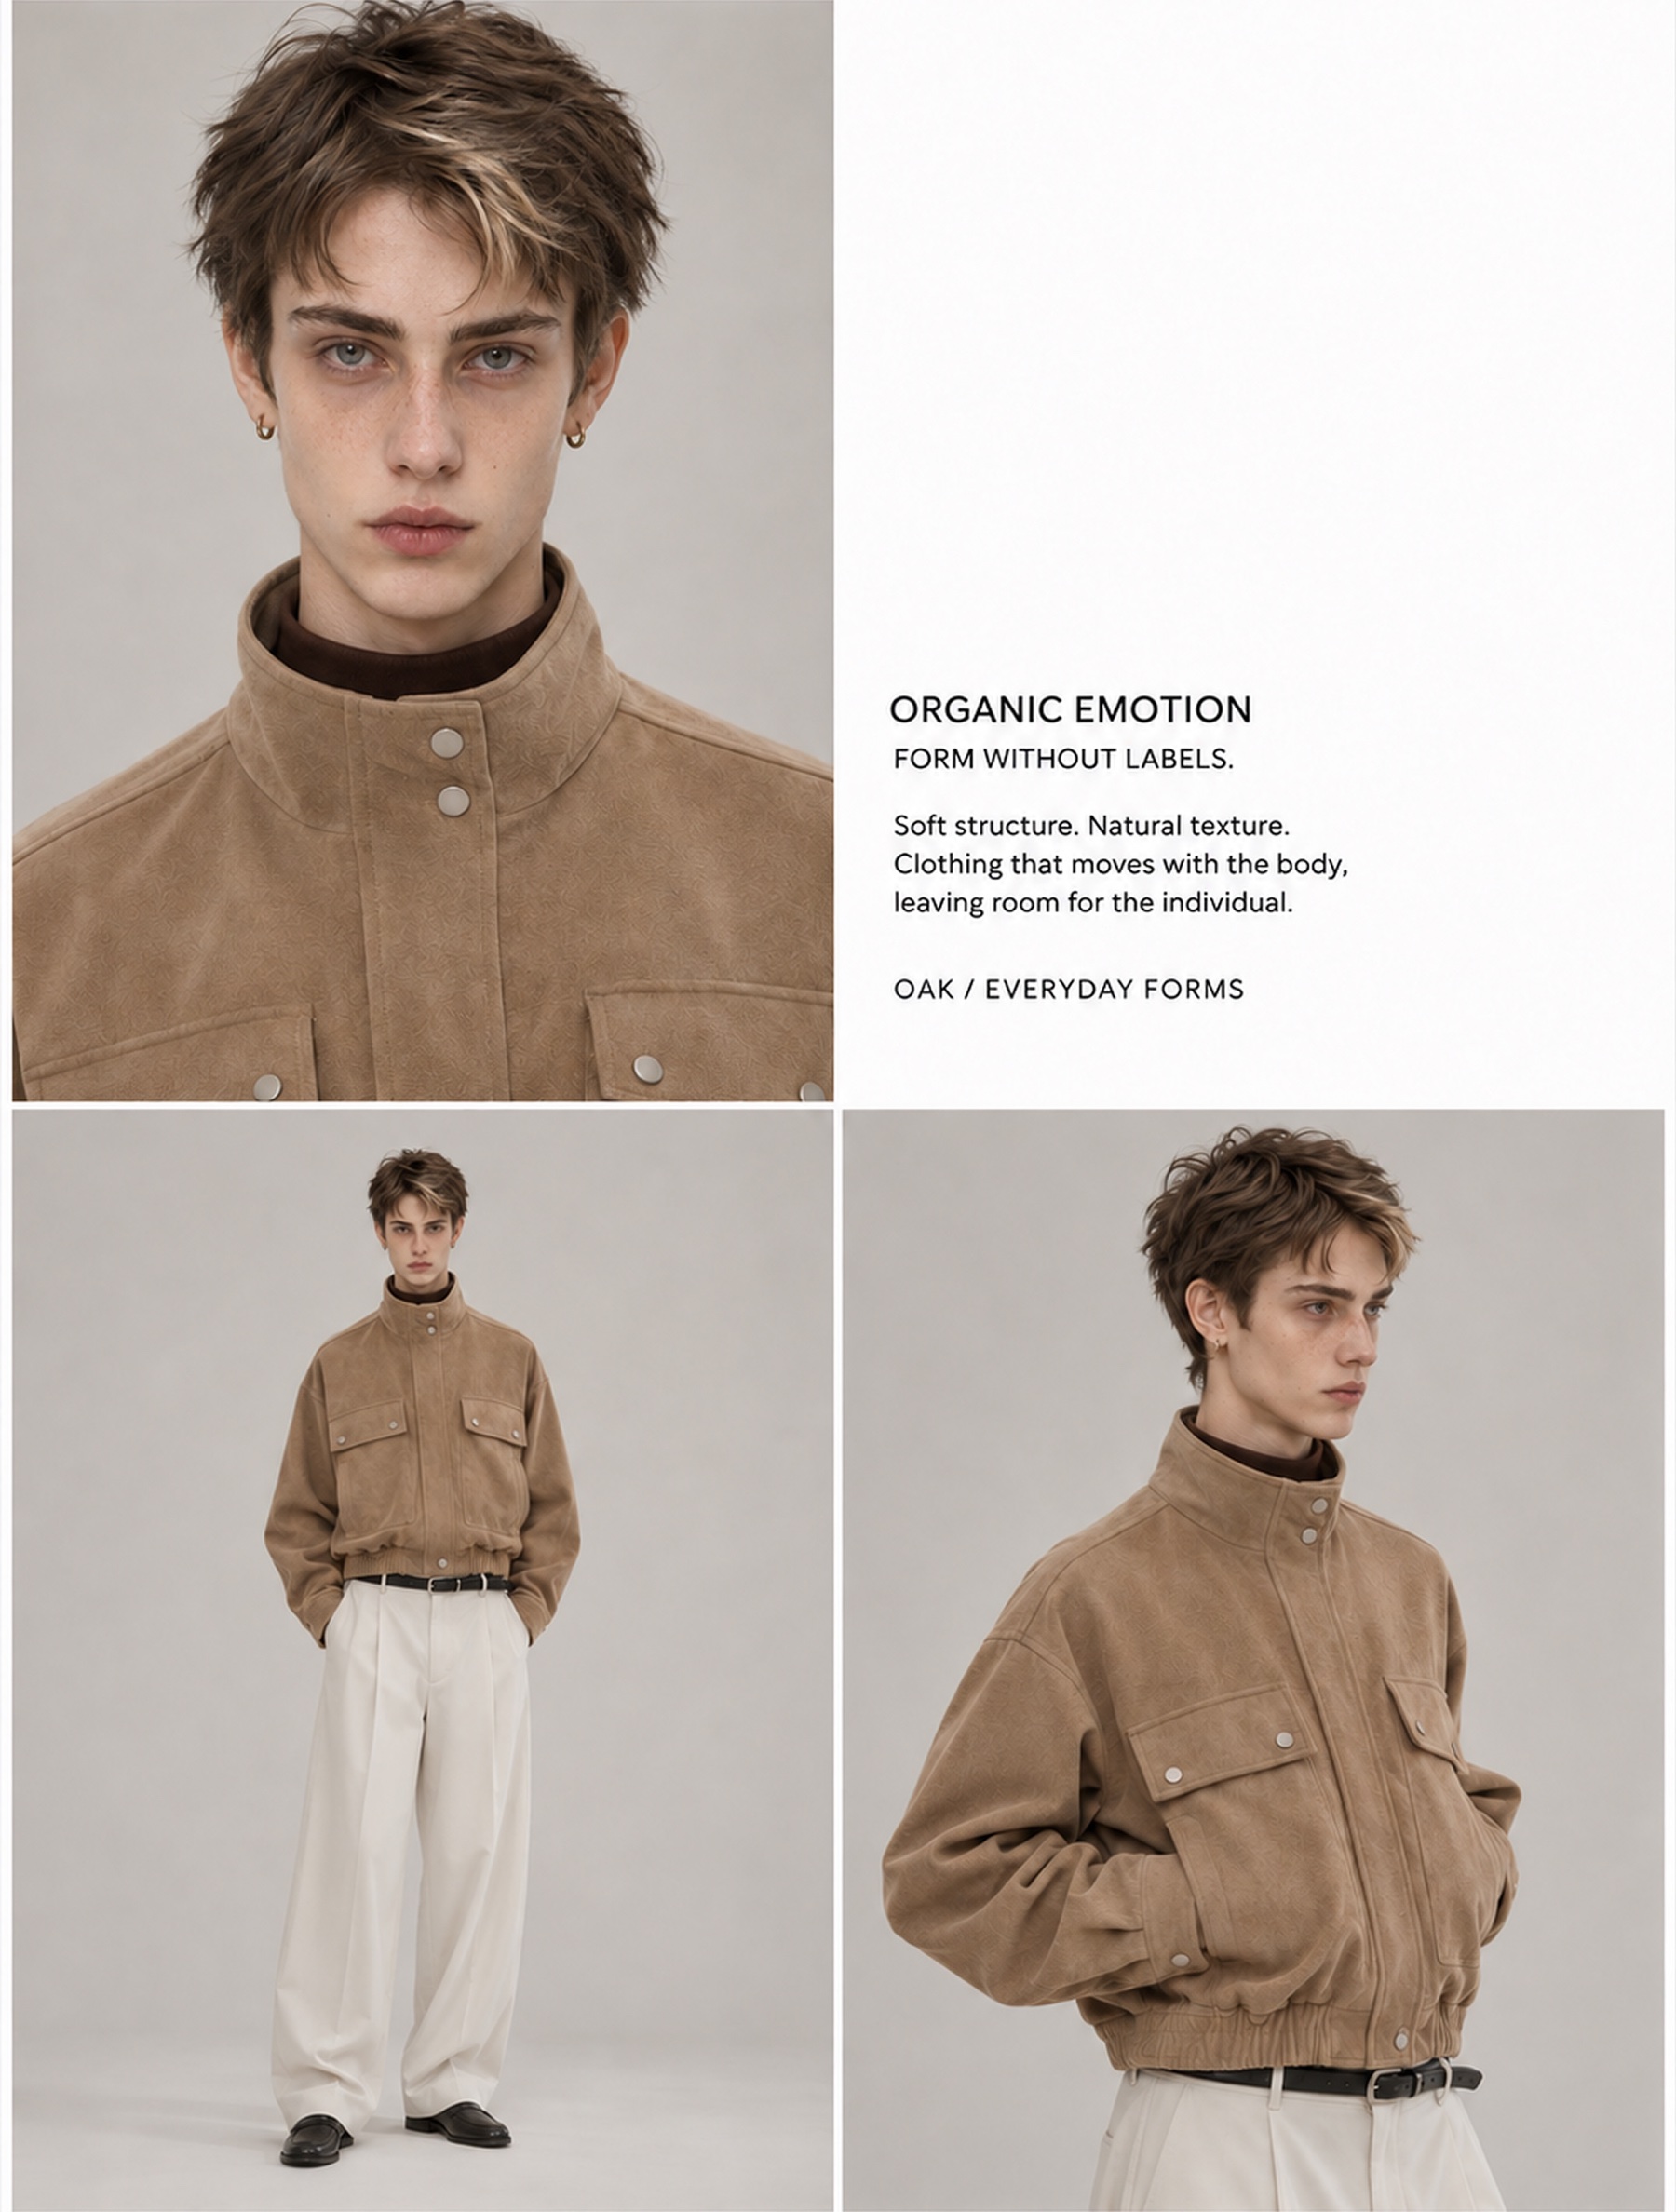 ORGANIC EMOTION
FORM WITHOUT LABELS.
Soft structure. Natural texture.
Clothing that moves with the body,
leaving room for the individual.
OAK / EVERYDAY FORMS